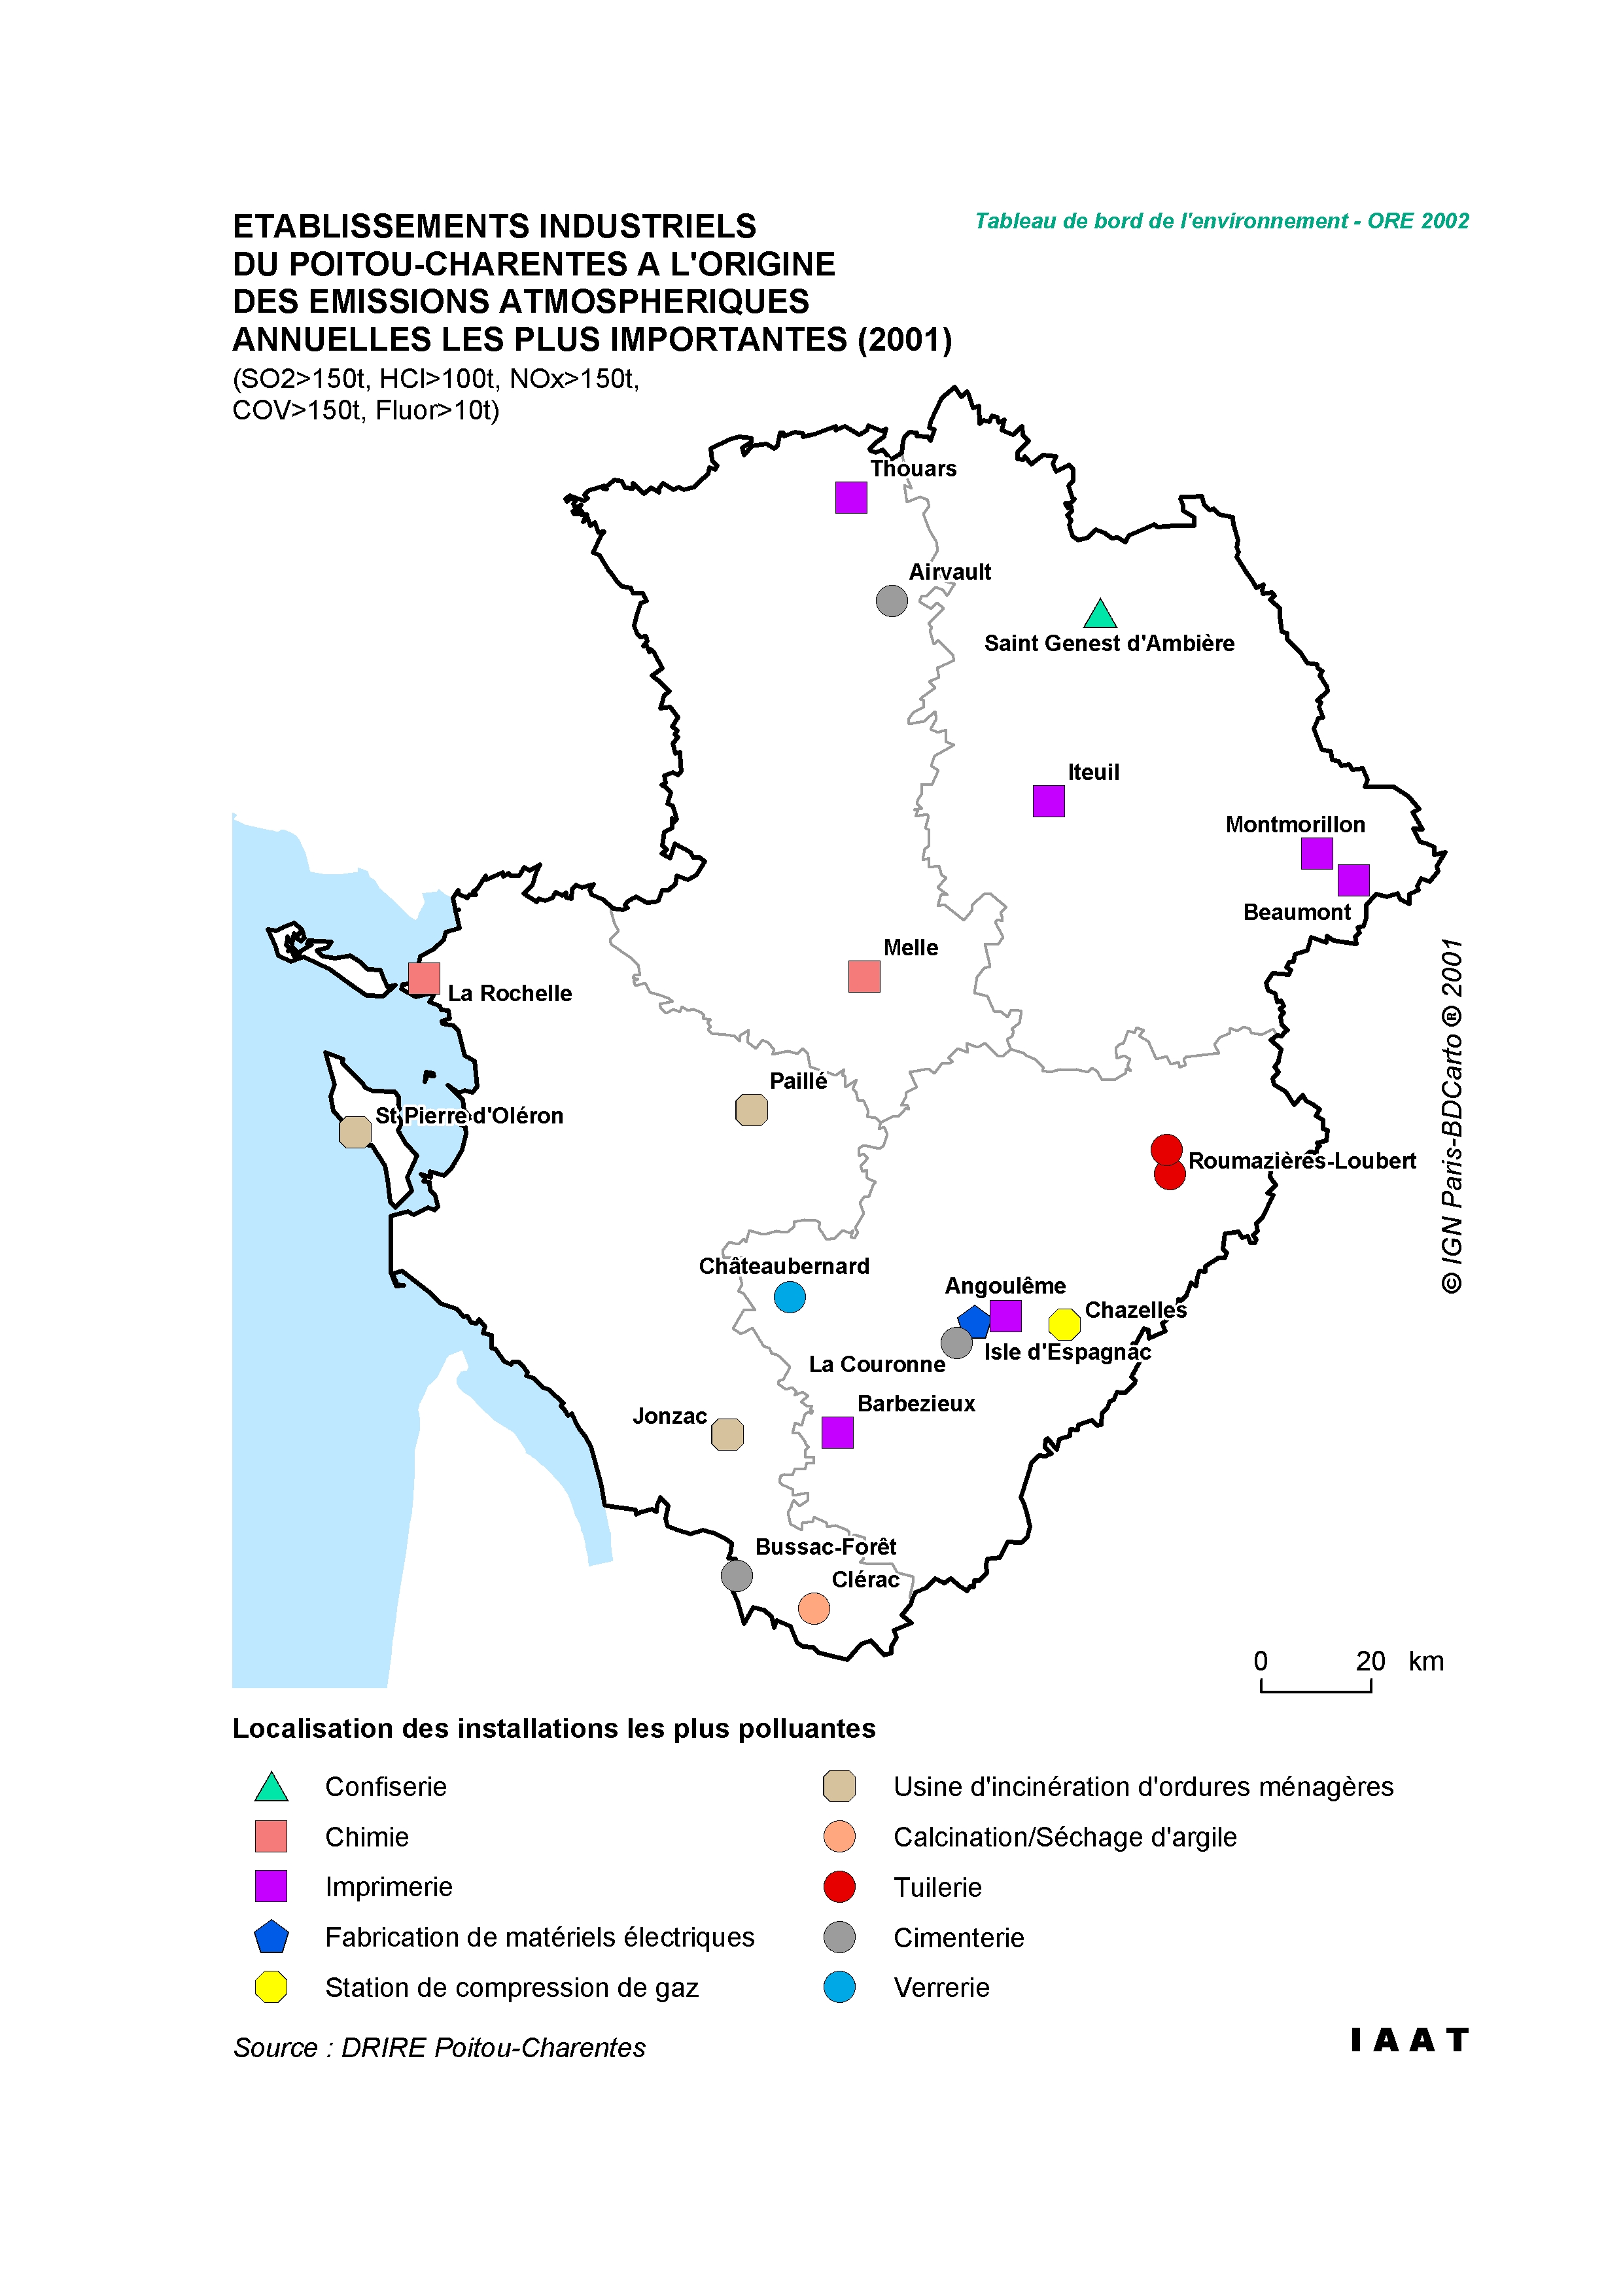 ETABLISSEMENTS INDUSTRIELS
DU POITOU-CHARENTES A L'ORIGINE
DES EMISSIONS ATMOSPHERIQUES
ANNUELLES LES PLUS IMPORTANTES (2001)
(SO2>150t, HCl>100t, NOx>150t,
COV>150t, Fluor>10t)
Tableau de bord de l'environnement - ORE 2002
Thouars
Airvault
Saint Genest d'Ambière
Iteuil
Montmorillon
Beaumont
Melle
La Rochelle
Paillé
St Pierre d'Oléron
Roumazières-Loubert
Châteaubernard
Angoulême
Chazelles
Isle d'Espagnac
La Couronne
Barbezieux
Jonzac
Bussac-Forêt
Clérac
© IGN Paris-BDCarto ® 2001
0 20 km
Localisation des installations les plus polluantes
Confiserie
Chimie
Imprimerie
Fabrication de matériels électriques
Station de compression de gaz
Usine d'incinération d'ordures ménagères
Calcination/Séchage d'argile
Tuilerie
Cimenterie
Verrerie
Source : DRIRE Poitou-Charentes
IAAT